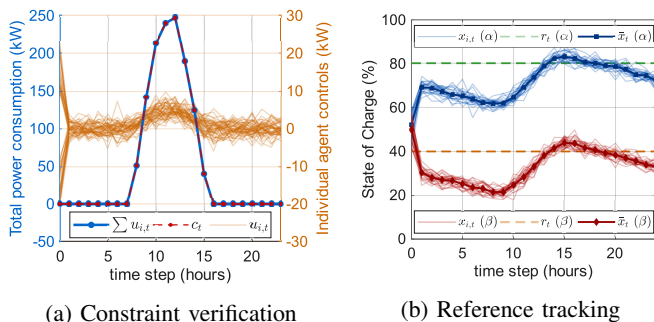 250
200
150
100
50
0
-50
30
20
10
0
-10
-20
-30
0 5 10 15 20
Total power consumption (kW)
Individual agent controls (kW)
∑ u_{i,t} c_t u_{i,t}
time step (hours)
(a) Constraint verification
100
80
60
40
20
0
0 5 10 15 20
State of Charge (%)
x_{i,t} (α) r_t (α) x̄_t (α)
x_{i,t} (β) r_t (β) x̄_t (β)
time step (hours)
(b) Reference tracking